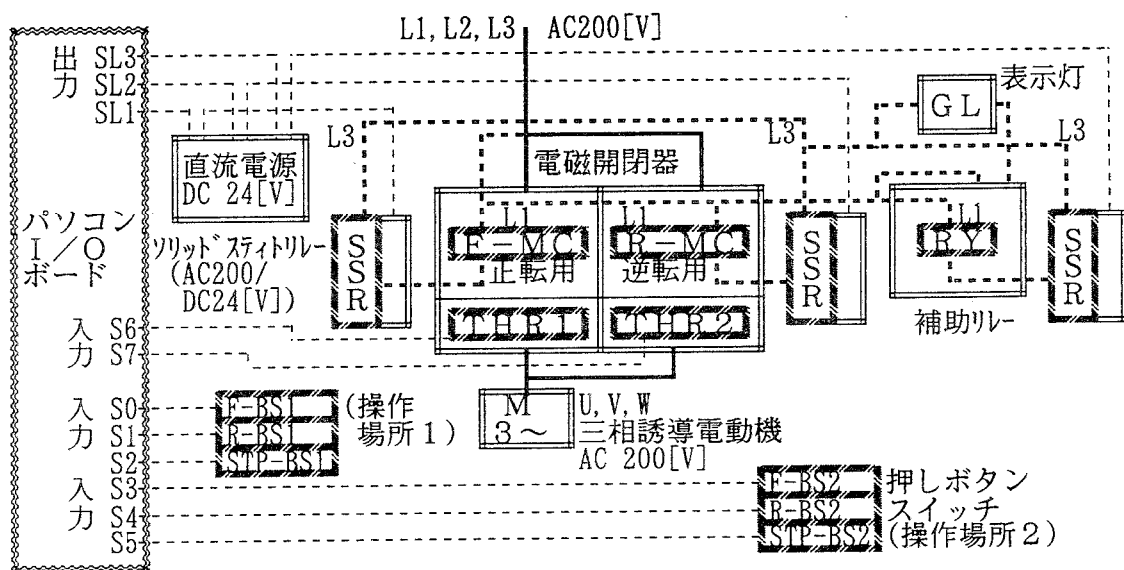 L1, L2, L3 AC200[V]
出 SL3
力 SL2
SL1
表示灯
GL
L3
L3
L3
直流電源
DC 24[V]
電磁開閉器
パソコン
I/O
ボード
ソリッドスティトリレー
(AC200/
DC24[V])
SSR
L1
F-MC
正転用
L1
R-MC
逆転用
SSR
L1
RY
SSR
補助リレー
THR1
THR2
入 S6
力 S7
M
3~
U, V, W
三相誘導電動機
AC 200[V]
入 S0
力 S1
S2
F-BS1
R-BS1
STP-BS1
(操作
場所1)
入 S3
力 S4
S5
F-BS2
R-BS2
STP-BS2
押しボタン
スイッチ
(操作場所2)